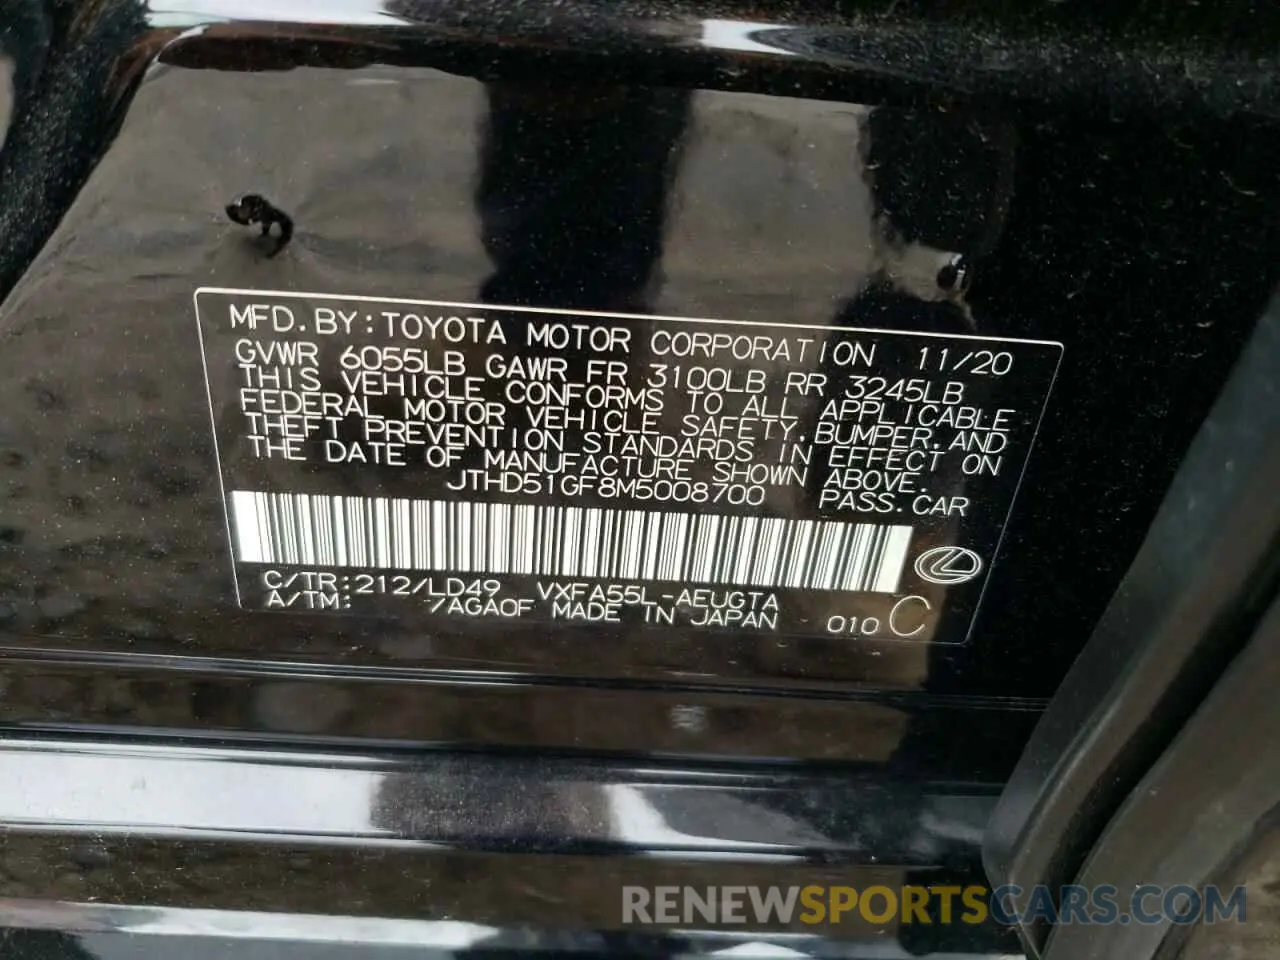 MFD.BY:TOYOTA MOTOR CORPORATION 11/20
GVWR 6055LB GAWR FR 3100LB RR 3245LB
THIS VEHICLE CONFORMS TO ALL APPLICABLE
FEDERAL MOTOR VEHICLE SAFETY,BUMPER,AND
THEFT PREVENTION STANDARDS IN EFFECT ON
THE DATE OF MANUFACTURE SHOWN ABOVE.
JTHD51GF8M5008700 PASS.CAR
C/TR:212/LD49 VXFA55L-AEUGTA
A/TM: /AGA0F MADE IN JAPAN 010 C
RENEWSPORTSCARS.COM